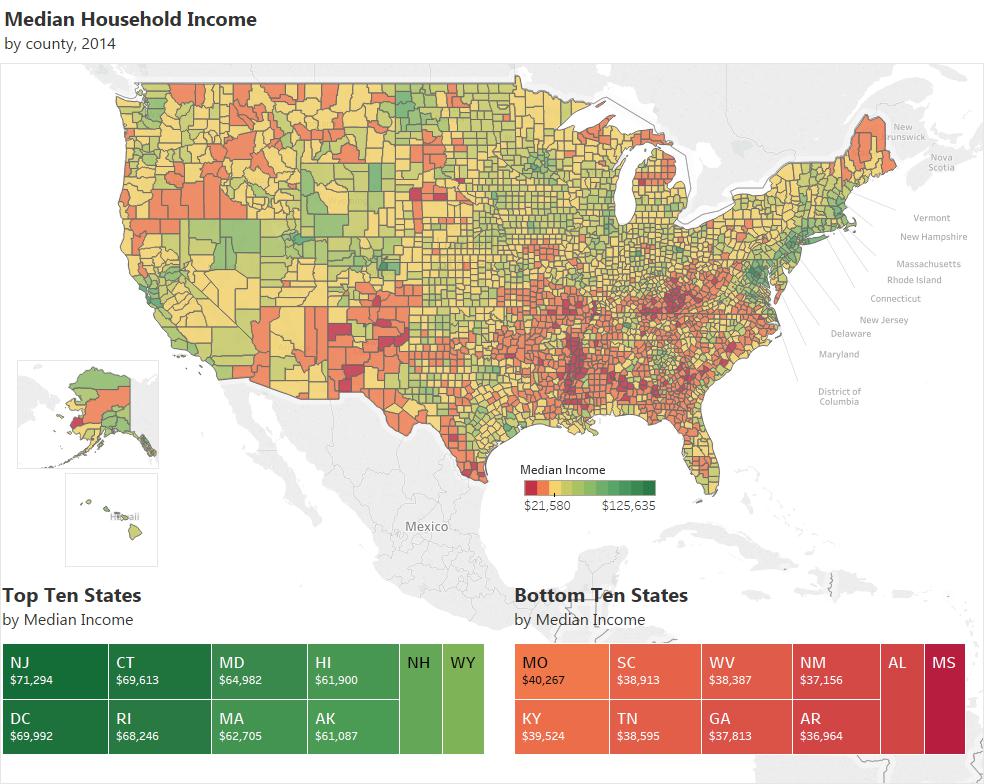 Median Household Income
by county, 2014
New
runswick
Nova
Scotia
Vermont
New Hampshire
Massachusetts
Rhode Island
Connecticut
New Jersey
Delaware
Maryland
District of
Columbia
Wyoming
Hawaii
Median Income
$21,580 $125,635
Mexico
Top Ten States
by Median Income
NJ
$71,294
CT
$69,613
MD
$64,982
HI
$61,900
NH
WY
DC
$69,992
RI
$68,246
MA
$62,705
AK
$61,087
Bottom Ten States
by Median Income
MO
$40,267
SC
$38,913
WV
$38,387
NM
$37,156
AL
MS
KY
$39,524
TN
$38,595
GA
$37,813
AR
$36,964